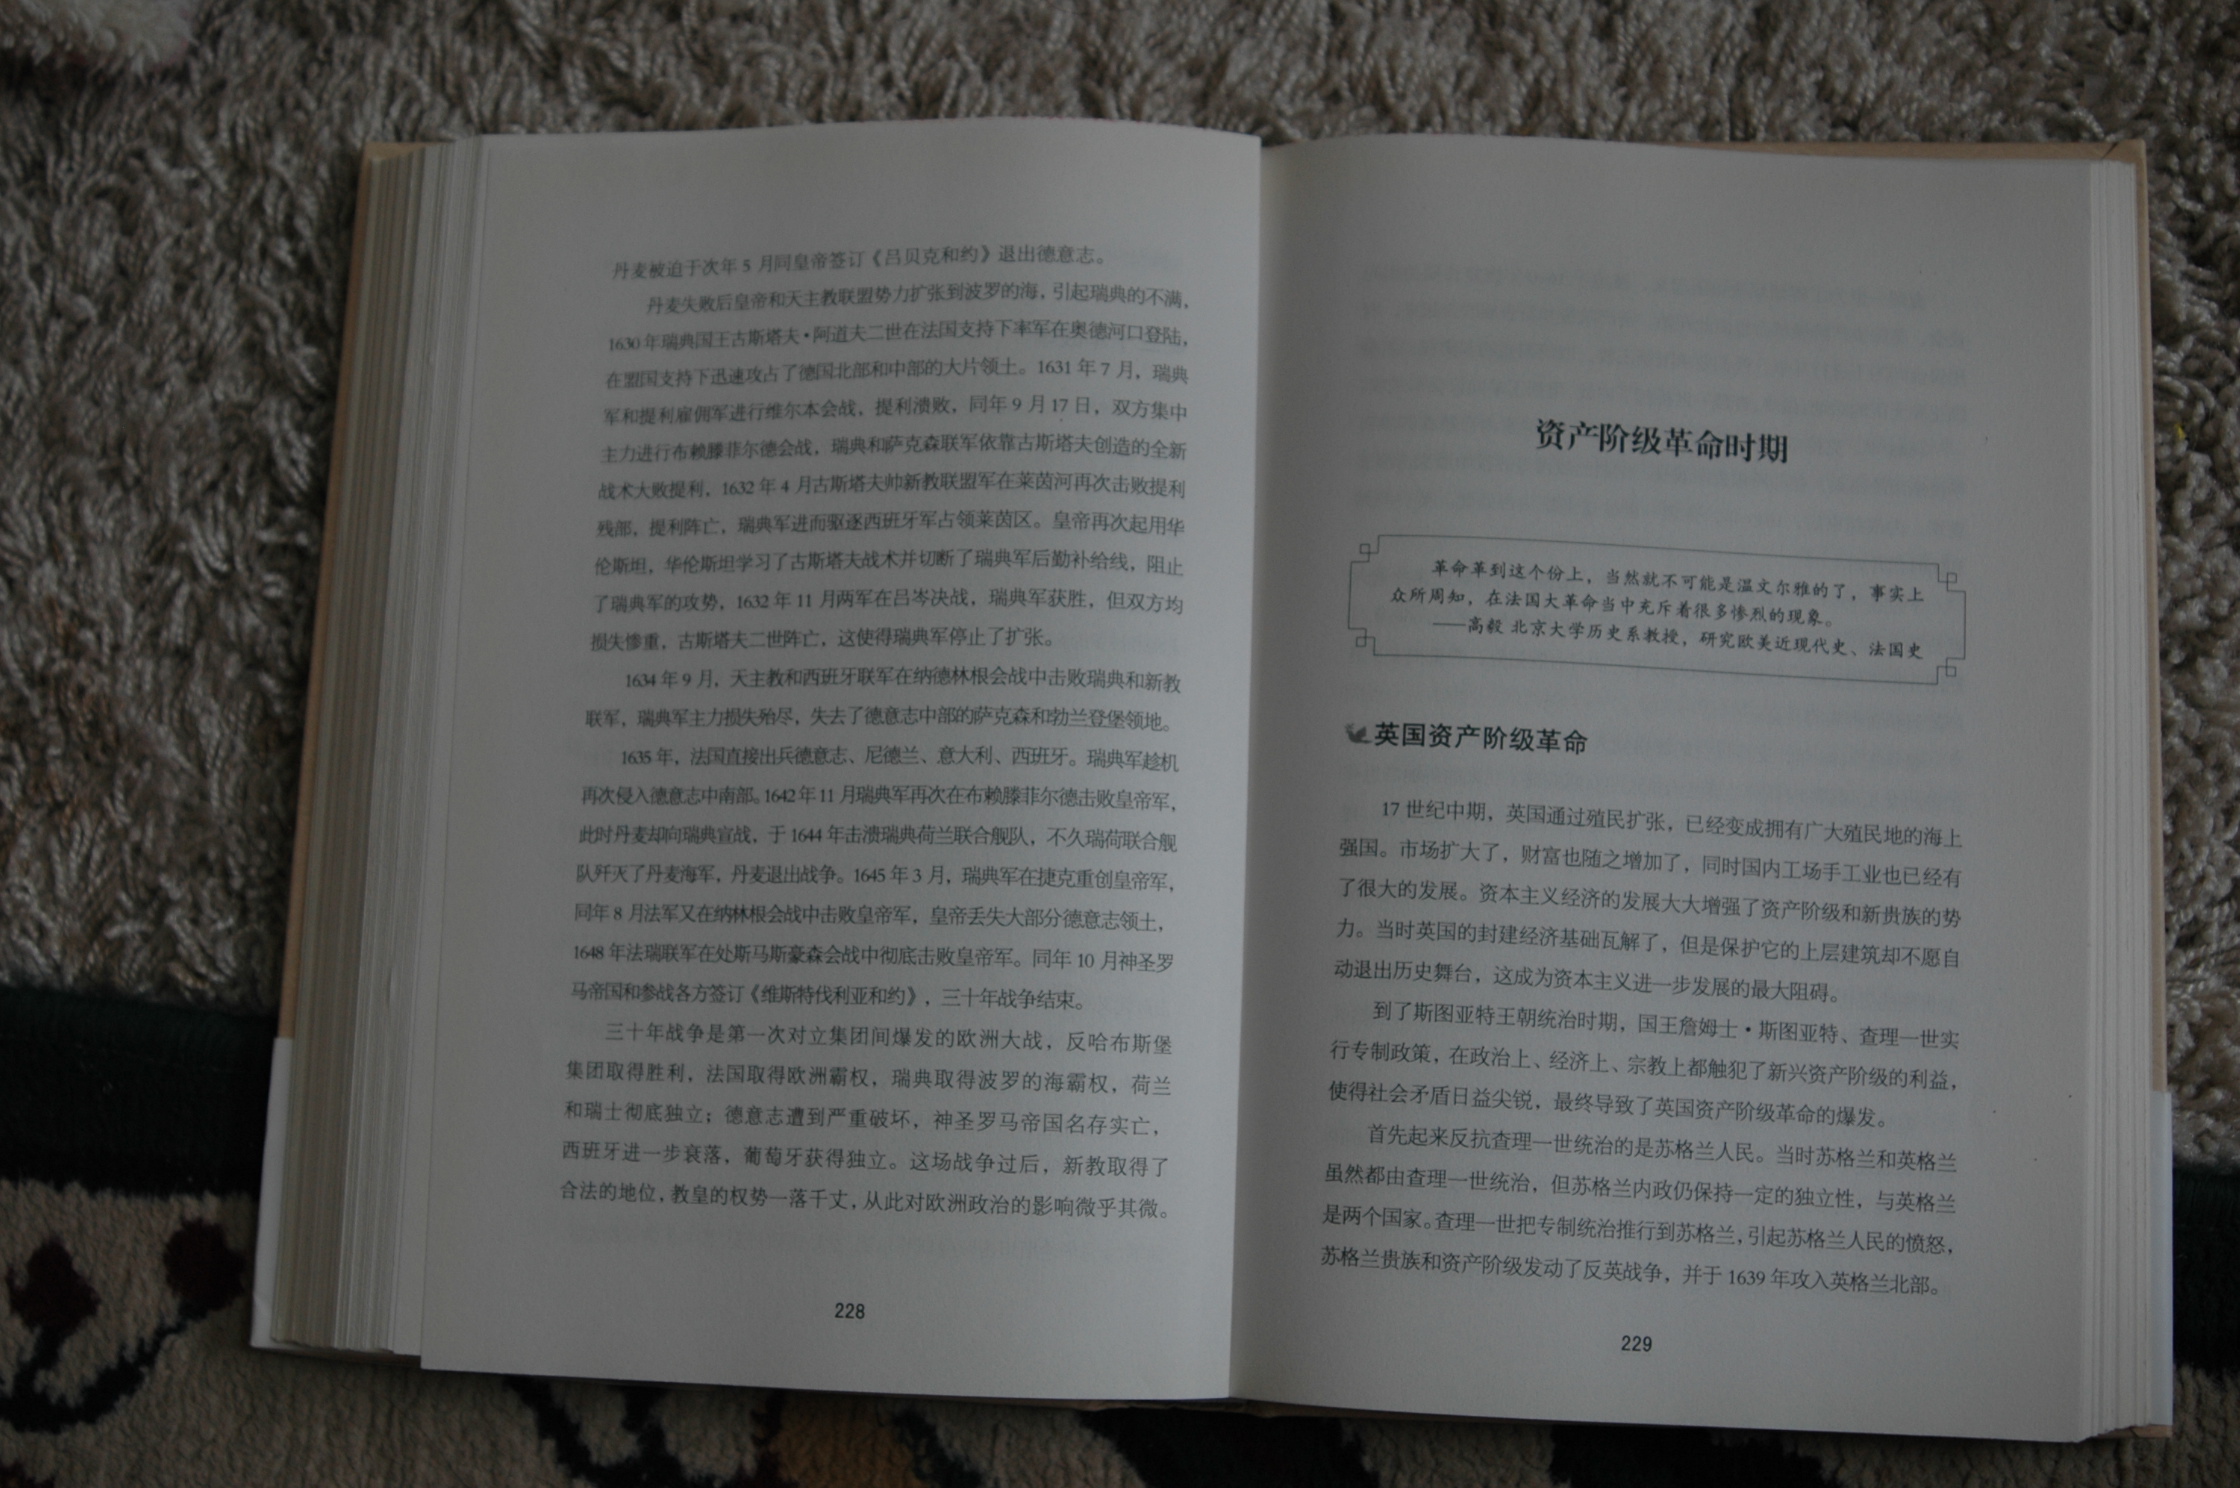 丹麦被迫于次年 5 月同皇帝签订《吕贝克和约》退出德意志。
丹麦失败后皇帝和天主教联盟势力扩张到波罗的海，引起瑞典的不满，
1630 年瑞典国王古斯塔夫·阿道夫二世在法国支持下率军在奥德河口登陆，
在盟国支持下迅速攻占了德国北部和中部的大片领土。1631 年 7 月，瑞典
军和提利雇佣军进行维尔本会战，提利溃败，同年 9 月 17 日，双方集中
主力进行布赖滕菲尔德会战，瑞典和萨克森联军依靠古斯塔夫创造的全新
战术大败提利，1632 年 4 月古斯塔夫帅新教联盟军在莱茵河再次击败提利
残部，提利阵亡，瑞典军进而驱逐西班牙军占领莱茵区。皇帝再次起用华
伦斯坦，华伦斯坦学习了古斯塔夫战术并切断了瑞典军后勤补给线，阻止
了瑞典军的攻势，1632 年 11 月两军在吕岑决战，瑞典军获胜，但双方均
损失惨重，古斯塔夫二世阵亡，这使得瑞典军停止了扩张。
1634 年 9 月，天主教和西班牙联军在纳德林根会战中击败瑞典和新教
联军，瑞典军主力损失殆尽，失去了德意志中部的萨克森和勃兰登堡领地。
1635 年，法国直接出兵德意志、尼德兰、意大利、西班牙。瑞典军趁机
再次侵入德意志中南部。1642 年 11 月瑞典军再次在布赖滕菲尔德击败皇帝军，
此时丹麦却向瑞典宣战，于 1644 年击溃瑞典荷兰联合舰队，不久瑞荷联合舰
队歼灭了丹麦海军，丹麦退出战争。1645 年 3 月，瑞典军在捷克重创皇帝军，
同年 8 月法军又在纳林根会战中击败皇帝军，皇帝丢失大部分德意志领土，
1648 年法瑞联军在处斯马斯豪森会战中彻底击败皇帝军。同年 10 月神圣罗
马帝国和参战各方签订《维斯特伐利亚和约》，三十年战争结束。
三十年战争是第一次对立集团间爆发的欧洲大战，反哈布斯堡
集团取得胜利，法国取得欧洲霸权，瑞典取得波罗的海霸权，荷兰
和瑞士彻底独立；德意志遭到严重破坏，神圣罗马帝国名存实亡，
西班牙进一步衰落，葡萄牙获得独立。这场战争过后，新教取得了
合法的地位，教皇的权势一落千丈，从此对欧洲政治的影响微乎其微。
228
资产阶级革命时期
革命革到这个份上，当然就不可能是温文尔雅的了，事实上
众所周知，在法国大革命当中充斥着很多惨烈的现象。
——高毅 北京大学历史系教授，研究欧美近现代史、法国史
英国资产阶级革命
17 世纪中期，英国通过殖民扩张，已经变成拥有广大殖民地的海上
强国。市场扩大了，财富也随之增加了，同时国内工场手工业也已经有
了很大的发展。资本主义经济的发展大大增强了资产阶级和新贵族的势
力。当时英国的封建经济基础瓦解了，但是保护它的上层建筑却不愿自
动退出历史舞台，这成为资本主义进一步发展的最大阻碍。
到了斯图亚特王朝统治时期，国王詹姆士·斯图亚特、查理一世实
行专制政策，在政治上、经济上、宗教上都触犯了新兴资产阶级的利益，
使得社会矛盾日益尖锐，最终导致了英国资产阶级革命的爆发。
首先起来反抗查理一世统治的是苏格兰人民。当时苏格兰和英格兰
虽然都由查理一世统治，但苏格兰内政仍保持一定的独立性，与英格兰
是两个国家。查理一世把专制统治推行到苏格兰，引起苏格兰人民的愤怒，
苏格兰贵族和资产阶级发动了反英战争，并于 1639 年攻入英格兰北部。
229